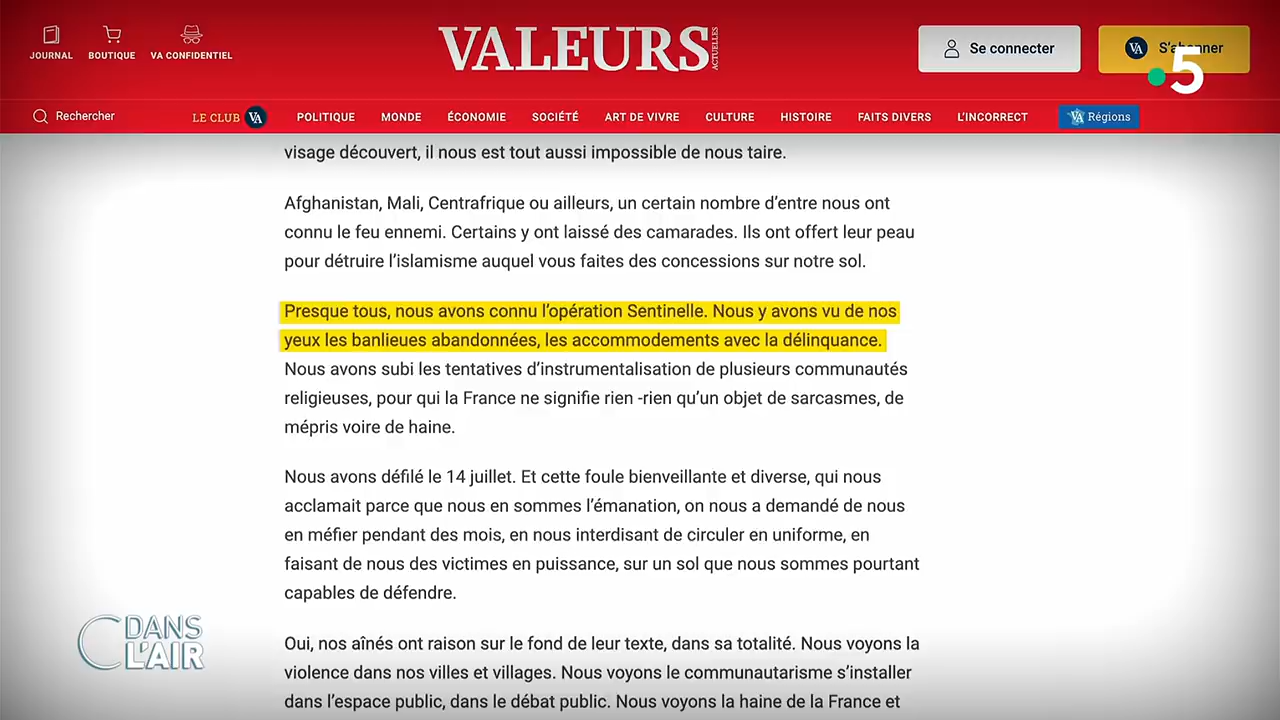 JOURNAL
BOUTIQUE
VA CONFIDENTIEL
VALEURS
ACTUELLES
Se connecter
VA
S'abonner
5
Rechercher
LE CLUB VA
POLITIQUE
MONDE
ÉCONOMIE
SOCIÉTÉ
ART DE VIVRE
CULTURE
HISTOIRE
FAITS DIVERS
L'INCORRECT
VA Régions
visage découvert, il nous est tout aussi impossible de nous taire.
Afghanistan, Mali, Centrafrique ou ailleurs, un certain nombre d'entre nous ont
connu le feu ennemi. Certains y ont laissé des camarades. Ils ont offert leur peau
pour détruire l'islamisme auquel vous faites des concessions sur notre sol.
Presque tous, nous avons connu l'opération Sentinelle. Nous y avons vu de nos
yeux les banlieues abandonnées, les accommodements avec la délinquance.
Nous avons subi les tentatives d'instrumentalisation de plusieurs communautés
religieuses, pour qui la France ne signifie rien -rien qu'un objet de sarcasmes, de
mépris voire de haine.
Nous avons défilé le 14 juillet. Et cette foule bienveillante et diverse, qui nous
acclamait parce que nous en sommes l'émanation, on nous a demandé de nous
en méfier pendant des mois, en nous interdisant de circuler en uniforme, en
faisant de nous des victimes en puissance, sur un sol que nous sommes pourtant
capables de défendre.
Oui, nos aînés ont raison sur le fond de leur texte, dans sa totalité. Nous voyons la
violence dans nos villes et villages. Nous voyons le communautarisme s'installer
dans l'espace public, dans le débat public. Nous voyons la haine de la France et
C DANS
L'AIR